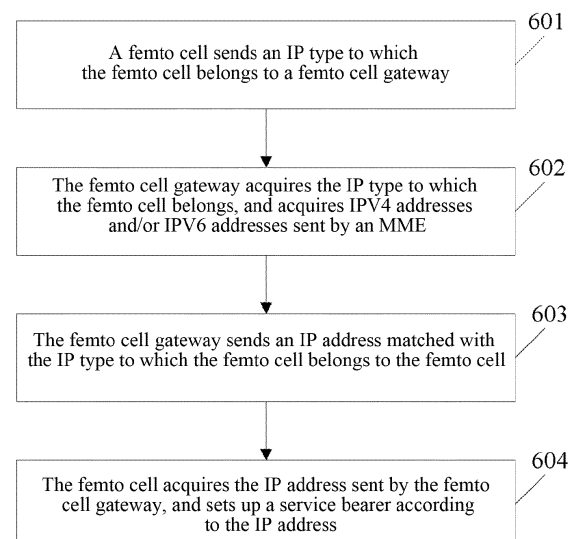 601
A femto cell sends an IP type to which
the femto cell belongs to a femto cell gateway
602
The femto cell gateway acquires the IP type to which
the femto cell belongs, and acquires IPV4 addresses
and/or IPV6 addresses sent by an MME
603
The femto cell gateway sends an IP address matched with
the IP type to which the femto cell belongs to the femto cell
604
The femto cell acquires the IP address sent by the femto
cell gateway, and sets up a service bearer according
to the IP address